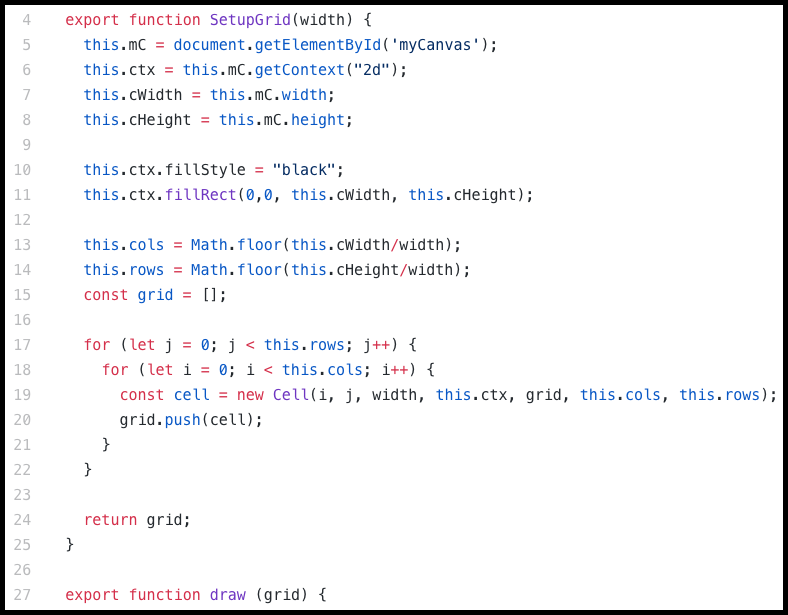 4 export function SetupGrid(width) {
5 this.mC = document.getElementById('myCanvas');
6 this.ctx = this.mC.getContext("2d");
7 this.cWidth = this.mC.width;
8 this.cHeight = this.mC.height;
9
10 this.ctx.fillStyle = "black";
11 this.ctx.fillRect(0,0, this.cWidth, this.cHeight);
12
13 this.cols = Math.floor(this.cWidth/width);
14 this.rows = Math.floor(this.cHeight/width);
15 const grid = [];
16
17 for (let j = 0; j < this.rows; j++) {
18 for (let i = 0; i < this.cols; i++) {
19 const cell = new Cell(i, j, width, this.ctx, grid, this.cols, this.rows);
20 grid.push(cell);
21 }
22 }
23
24 return grid;
25 }
26
27 export function draw (grid) {